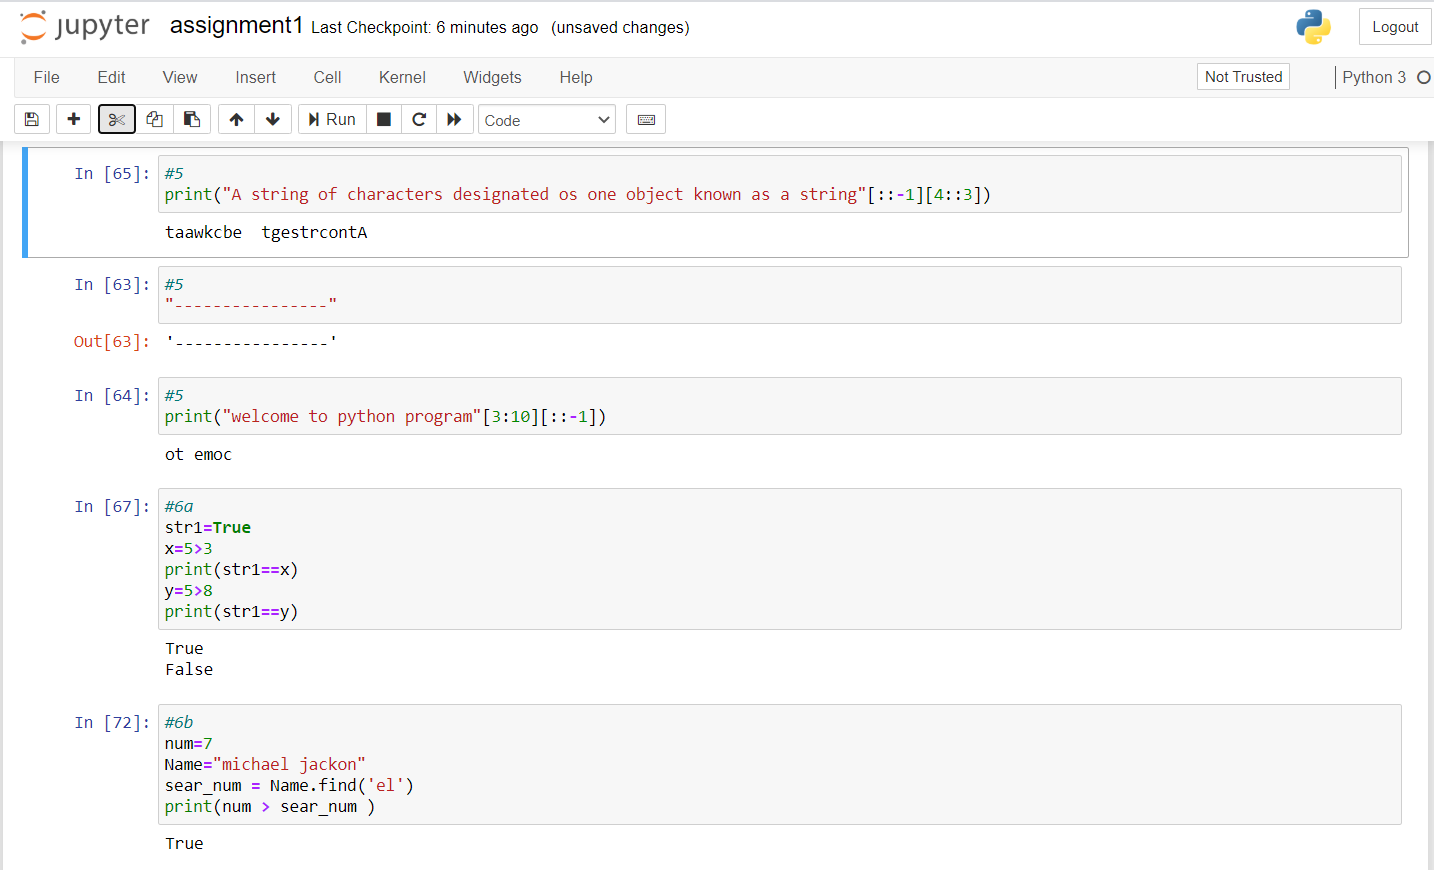 jupyter assignment1 Last Checkpoint: 6 minutes ago (unsaved changes) Logout
File Edit View Insert Cell Kernel Widgets Help Not Trusted Python 3
Run Code
In [65]: #5
print("A string of characters designated os one object known as a string"[::-1][4::3])
taawkcbe  tgestrcontA
In [63]: #5
"----------------"
Out[63]: '----------------'
In [64]: #5
print("welcome to python program"[3:10][::-1])
ot emoc
In [67]: #6a
str1=True
x=5>3
print(str1==x)
y=5>8
print(str1==y)
True
False
In [72]: #6b
num=7
Name="michael jackon"
sear_num = Name.find('el')
print(num > sear_num )
True